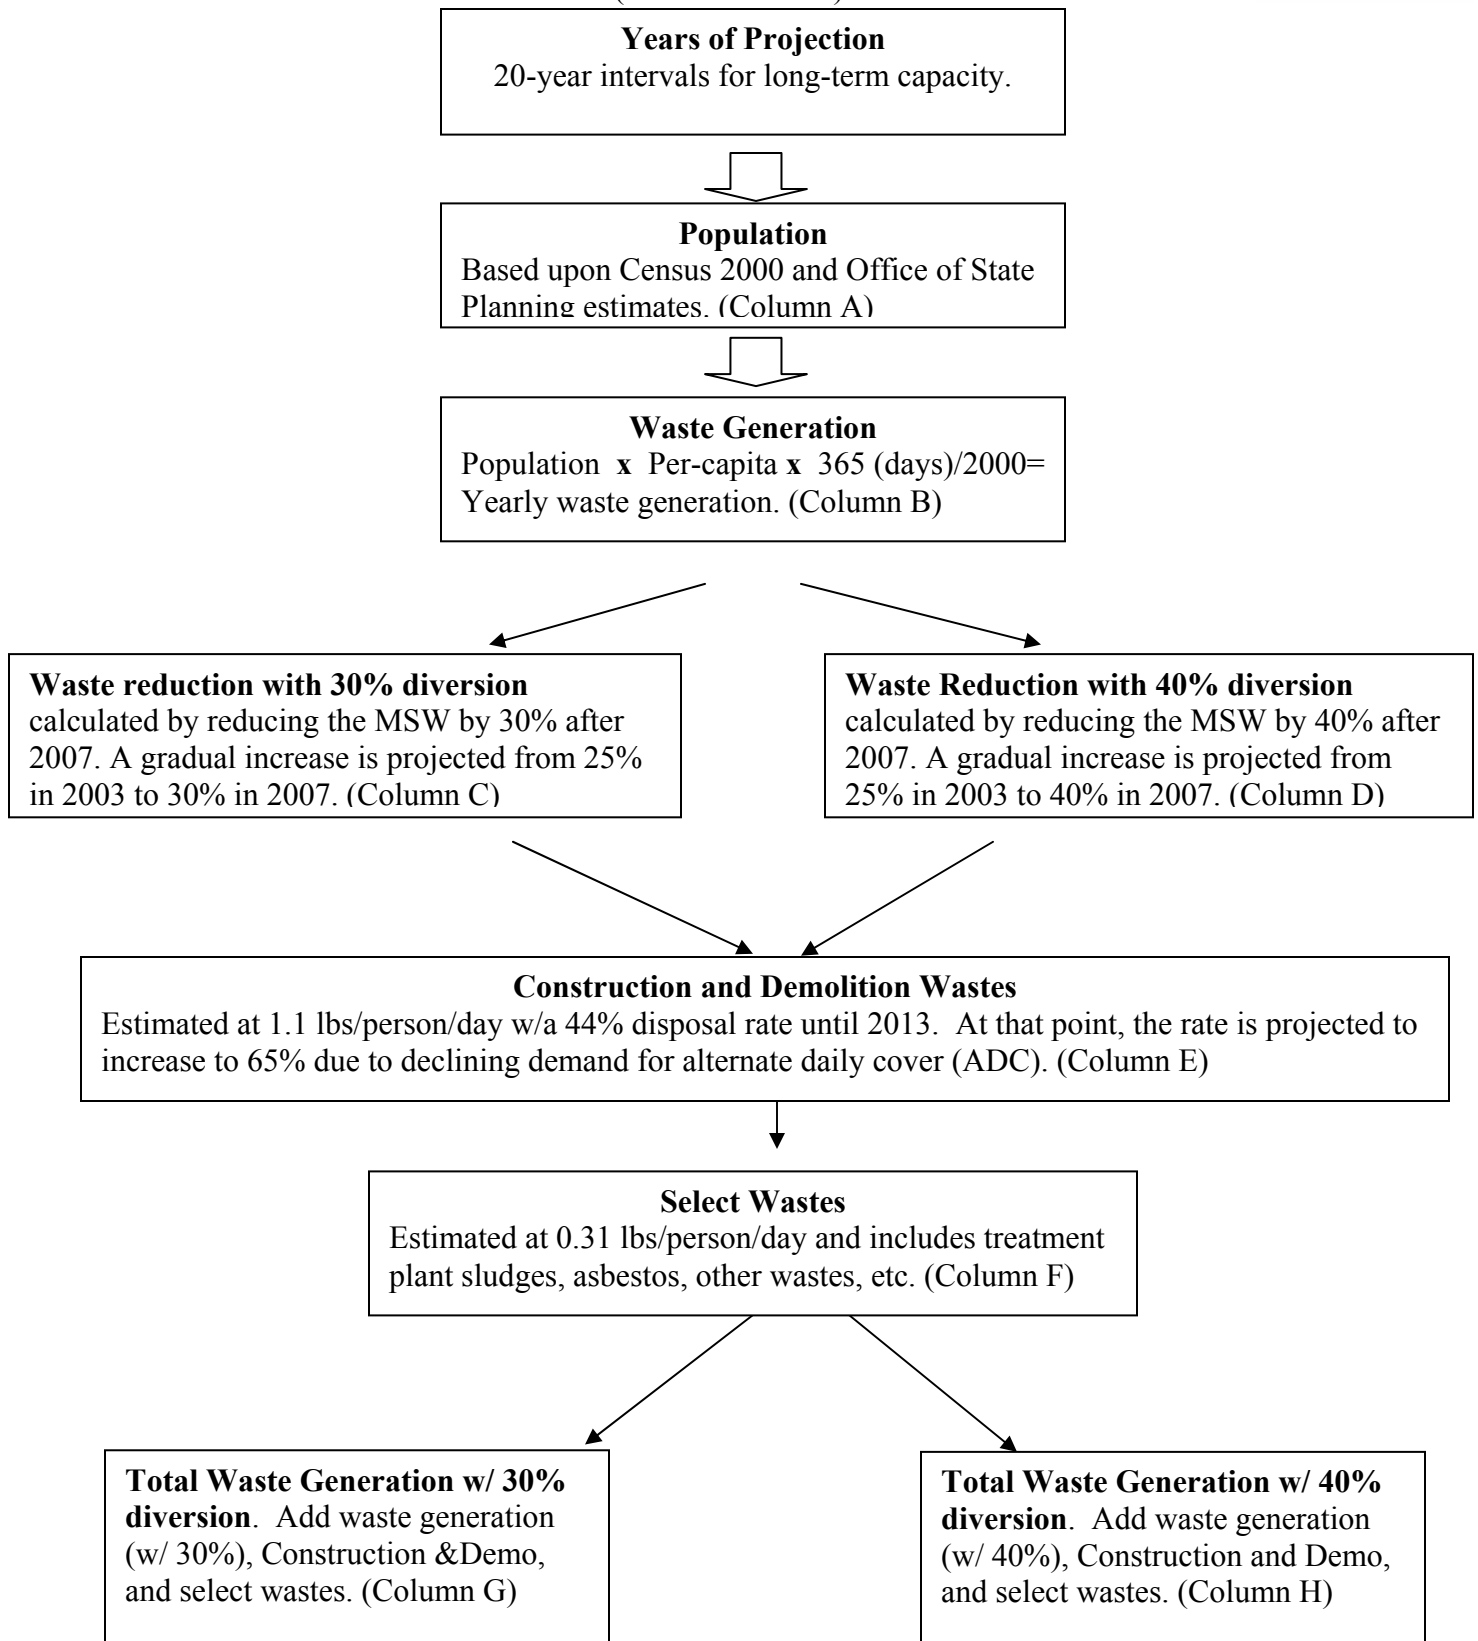 Years of Projection
20-year intervals for long-term capacity.
Population
Based upon Census 2000 and Office of State
Planning estimates. (Column A)
Waste Generation
Population x Per-capita x 365 (days)/2000=
Yearly waste generation. (Column B)
Waste reduction with 30% diversion
calculated by reducing the MSW by 30% after
2007. A gradual increase is projected from 25%
in 2003 to 30% in 2007. (Column C)
Waste Reduction with 40% diversion
calculated by reducing the MSW by 40% after
2007. A gradual increase is projected from
25% in 2003 to 40% in 2007. (Column D)
Construction and Demolition Wastes
Estimated at 1.1 lbs/person/day w/a 44% disposal rate until 2013. At that point, the rate is projected to
increase to 65% due to declining demand for alternate daily cover (ADC). (Column E)
Select Wastes
Estimated at 0.31 lbs/person/day and includes treatment
plant sludges, asbestos, other wastes, etc. (Column F)
Total Waste Generation w/ 30%
diversion. Add waste generation
(w/ 30%), Construction &Demo,
and select wastes. (Column G)
Total Waste Generation w/ 40%
diversion. Add waste generation
(w/ 40%), Construction and Demo,
and select wastes. (Column H)